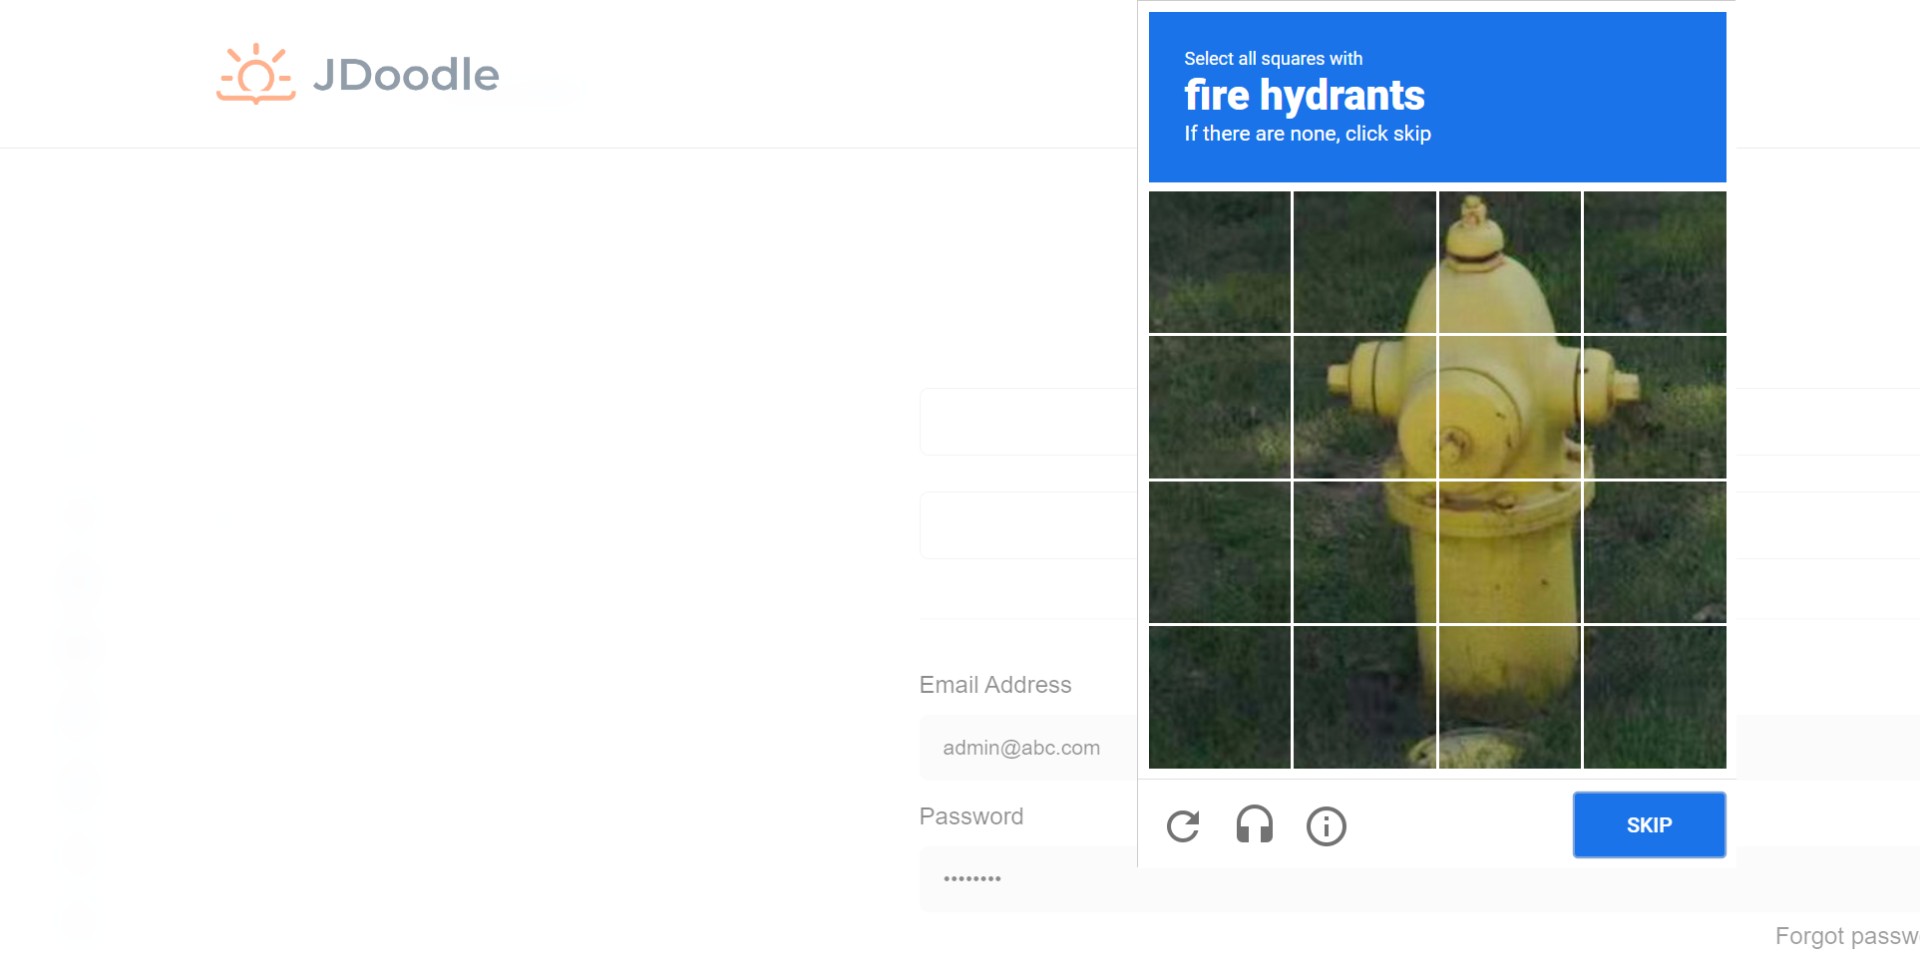 JDoodle
Select all squares with
fire hydrants
If there are none, click skip
Email Address
admin@abc.com
Password
••••••••
SKIP
Forgot passw